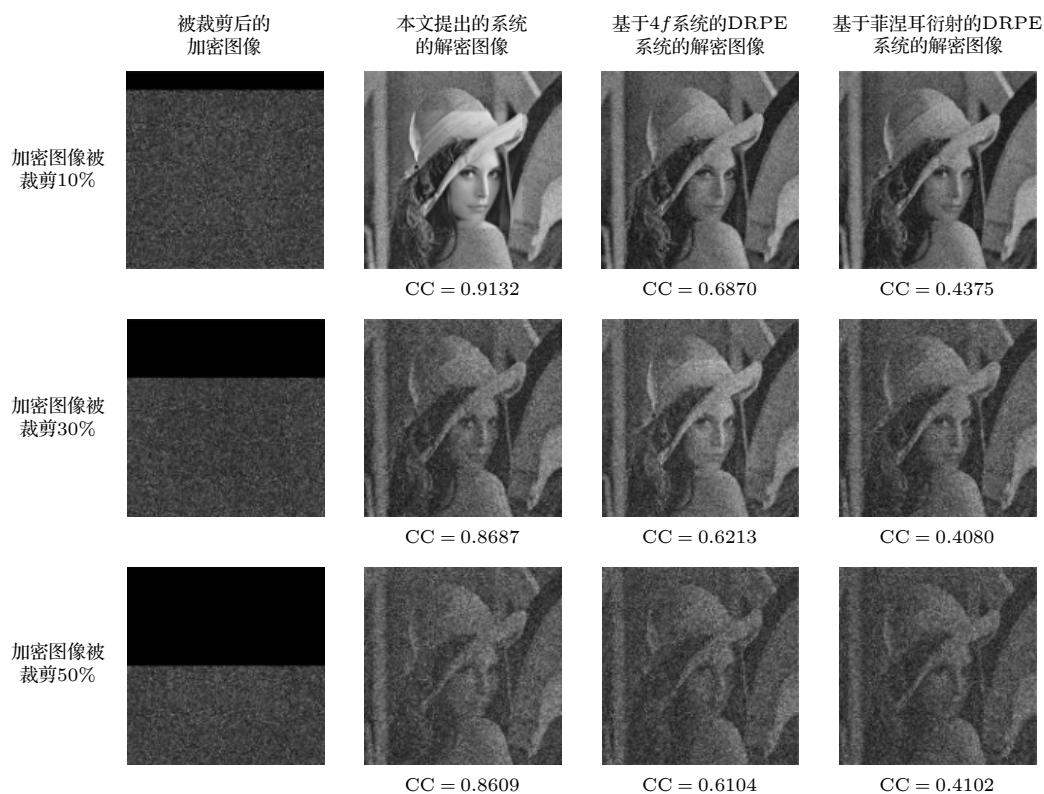 被裁剪后的
加密图像
本文提出的系统
的解密图像
基于4f系统的DRPE
系统的解密图像
基于菲涅耳衍射的DRPE
系统的解密图像
加密图像被
裁剪10%
CC = 0.9132
CC = 0.6870
CC = 0.4375
加密图像被
裁剪30%
CC = 0.8687
CC = 0.6213
CC = 0.4080
加密图像被
裁剪50%
CC = 0.8609
CC = 0.6104
CC = 0.4102